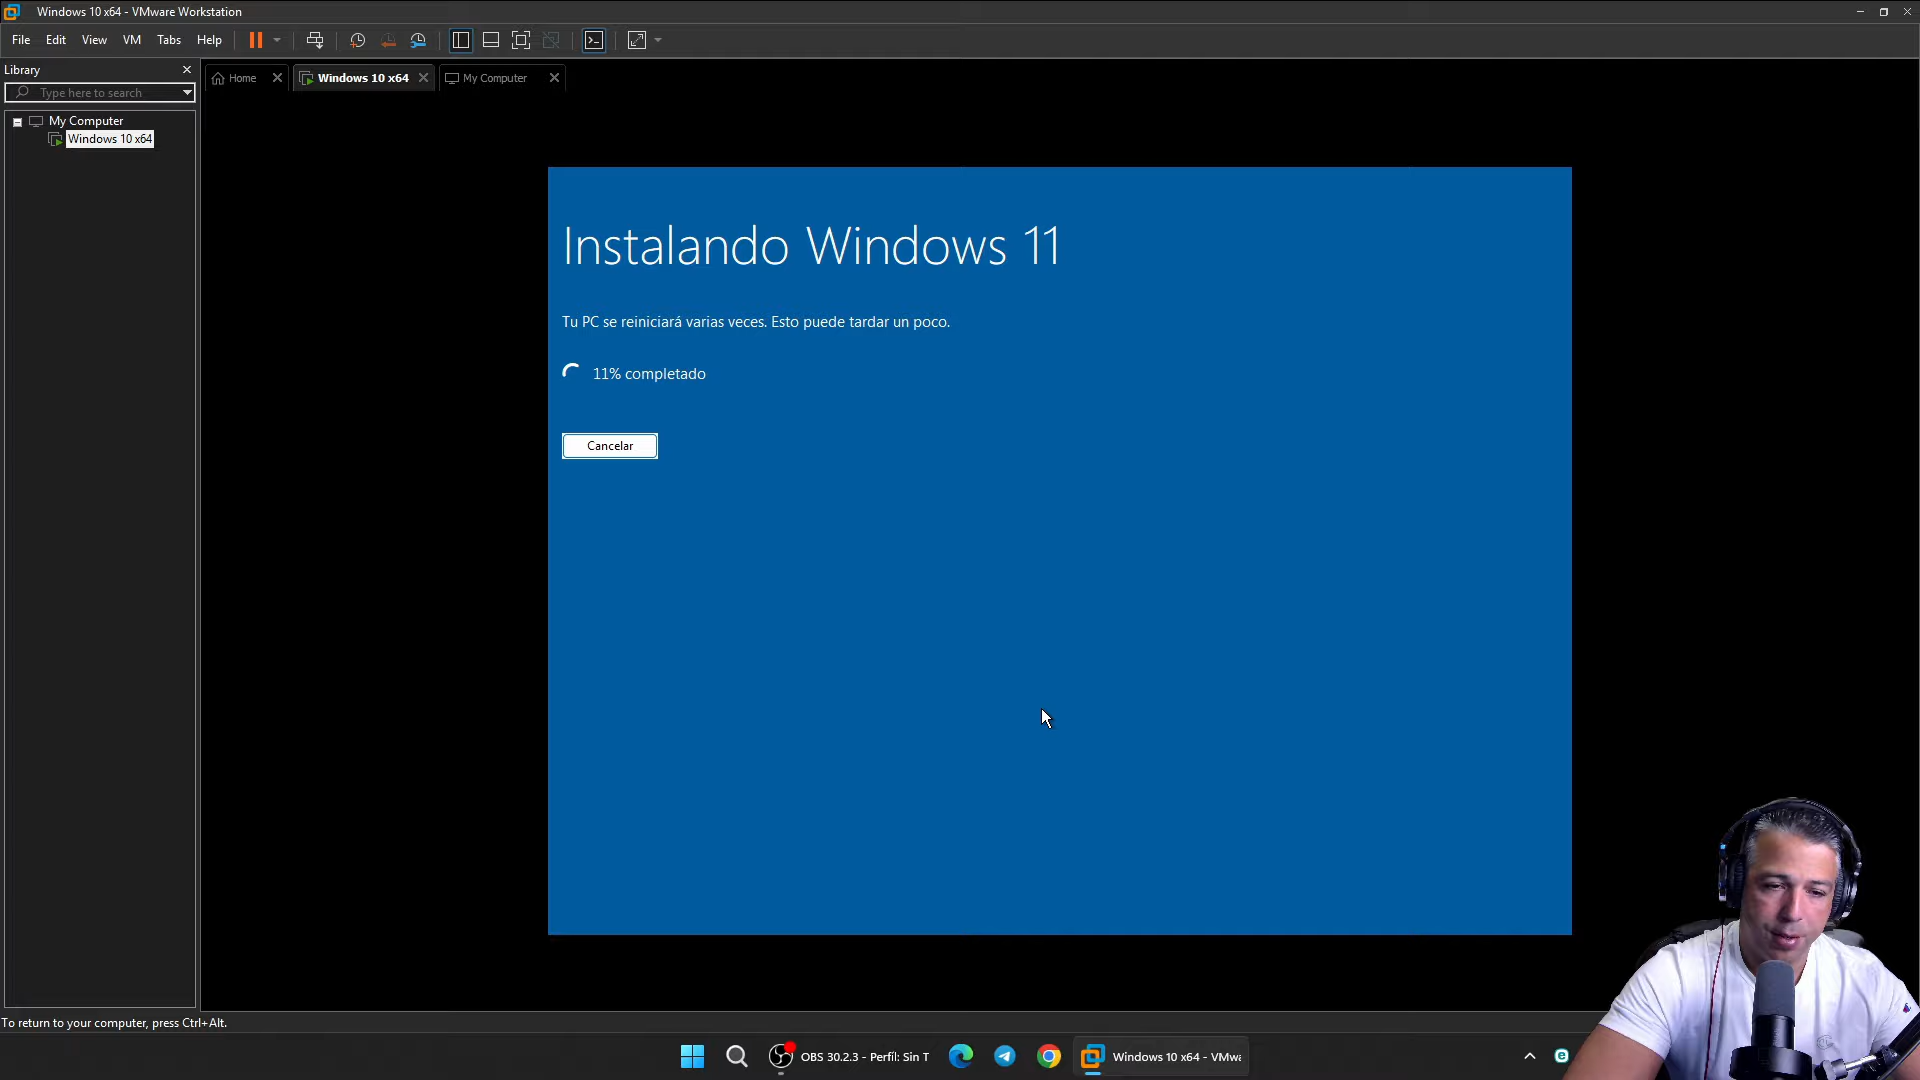 Windows 10 x64 - VMware Workstation
File Edit View VM Tabs Help
Library
Type here to search
My Computer
Windows 10 x64
Home
Windows 10 x64
My Computer
Instalando Windows 11
Tu PC se reiniciará varias veces. Esto puede tardar un poco.
11% completado
Cancelar
To return to your computer, press Ctrl+Alt.
OBS 30.2.3 - Perfil: Sin T
Windows 10 x64 - VMwa